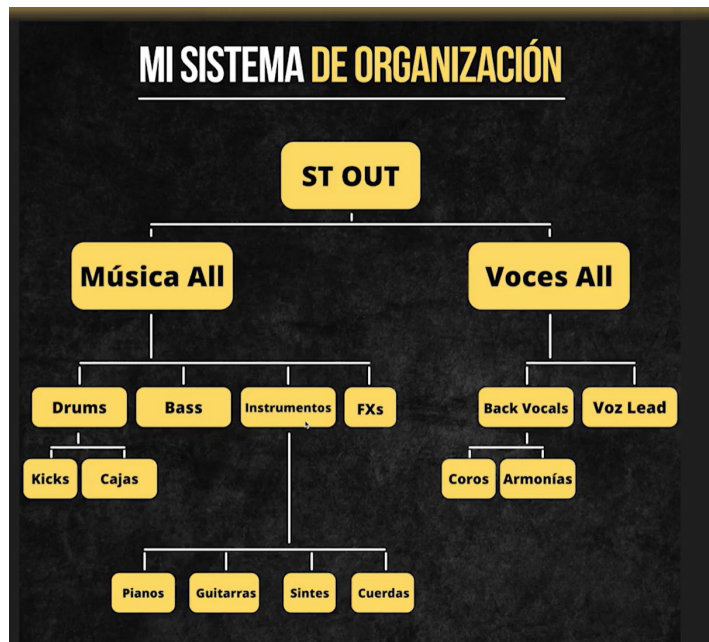 MI SISTEMA DE ORGANIZACIÓN
ST OUT
Música All
Voces All
Drums
Bass
Instrumentos
FXs
Back Vocals
Voz Lead
Kicks
Cajas
Coros
Armonías
Pianos
Guitarras
Sintes
Cuerdas